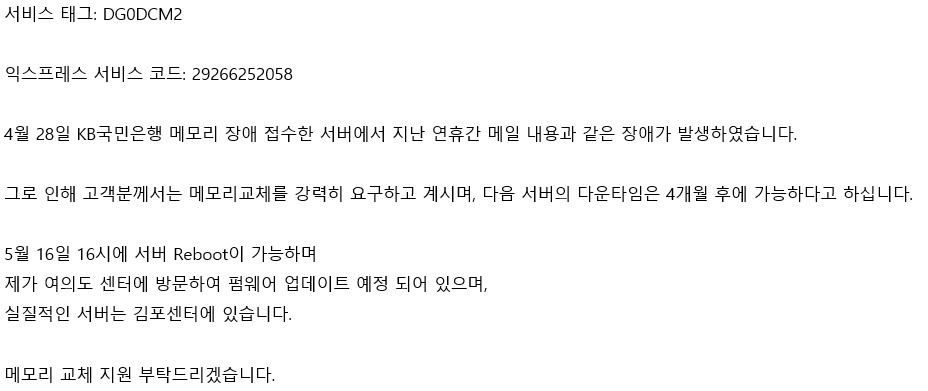 서비스 태그: DG0DCM2
익스프레스 서비스 코드: 29266252058
4월 28일 KB국민은행 메모리 장애 접수한 서버에서 지난 연휴간 메일 내용과 같은 장애가 발생하였습니다.
그로 인해 고객분께서는 메모리교체를 강력히 요구하고 계시며, 다음 서버의 다운타임은 4개월 후에 가능하다고 하십니다.
5월 16일 16시에 서버 Reboot이 가능하며
제가 여의도 센터에 방문하여 펌웨어 업데이트 예정 되어 있으며,
실질적인 서버는 김포센터에 있습니다.
메모리 교체 지원 부탁드리겠습니다.